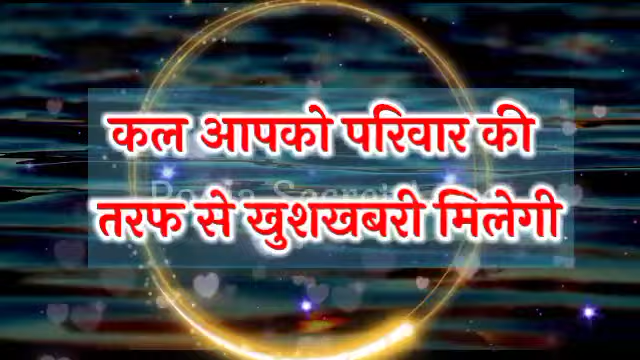 कल आपको परिवार की
तरफ से खुशखबरी मिलेगी